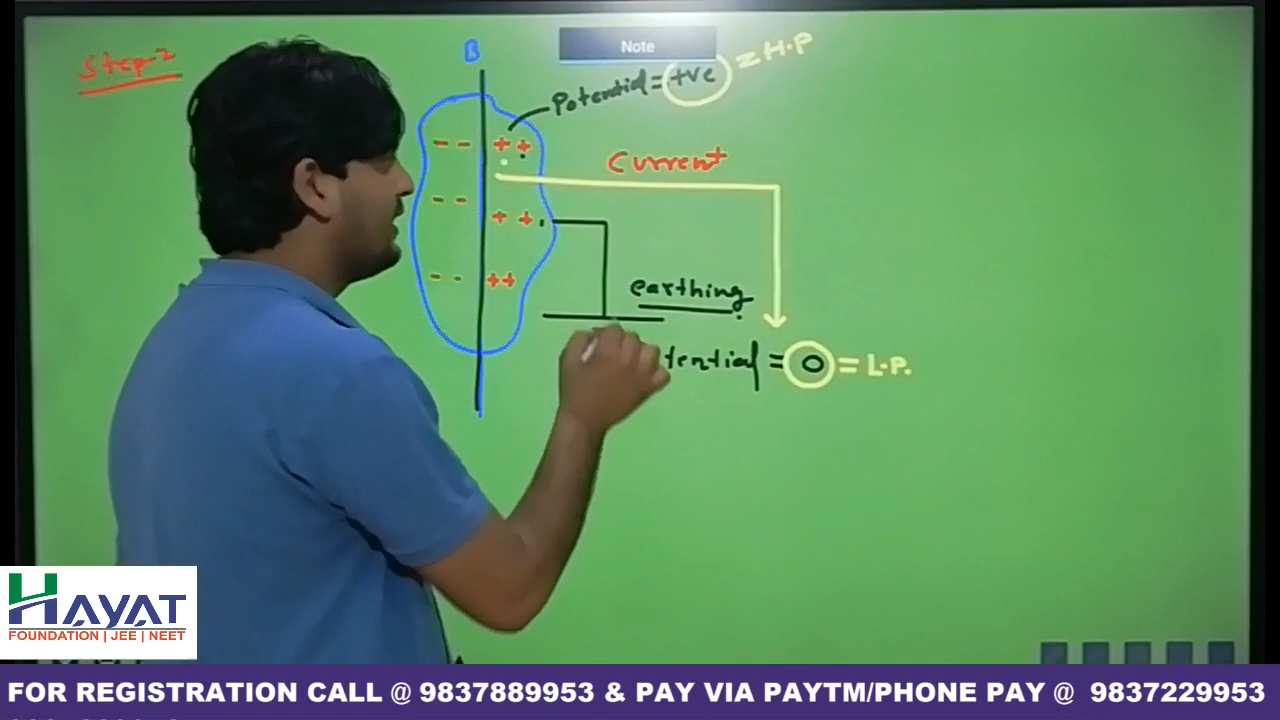 Note
Step-2
B
Potential = +ve = H.P
-- ++
Current
-- ++
-- ++
earthing
tential = 0 = L.P.
HAYAT
FOUNDATION | JEE | NEET
FOR REGISTRATION CALL @ 9837889953 & PAY VIA PAYTM/PHONE PAY @ 9837229953